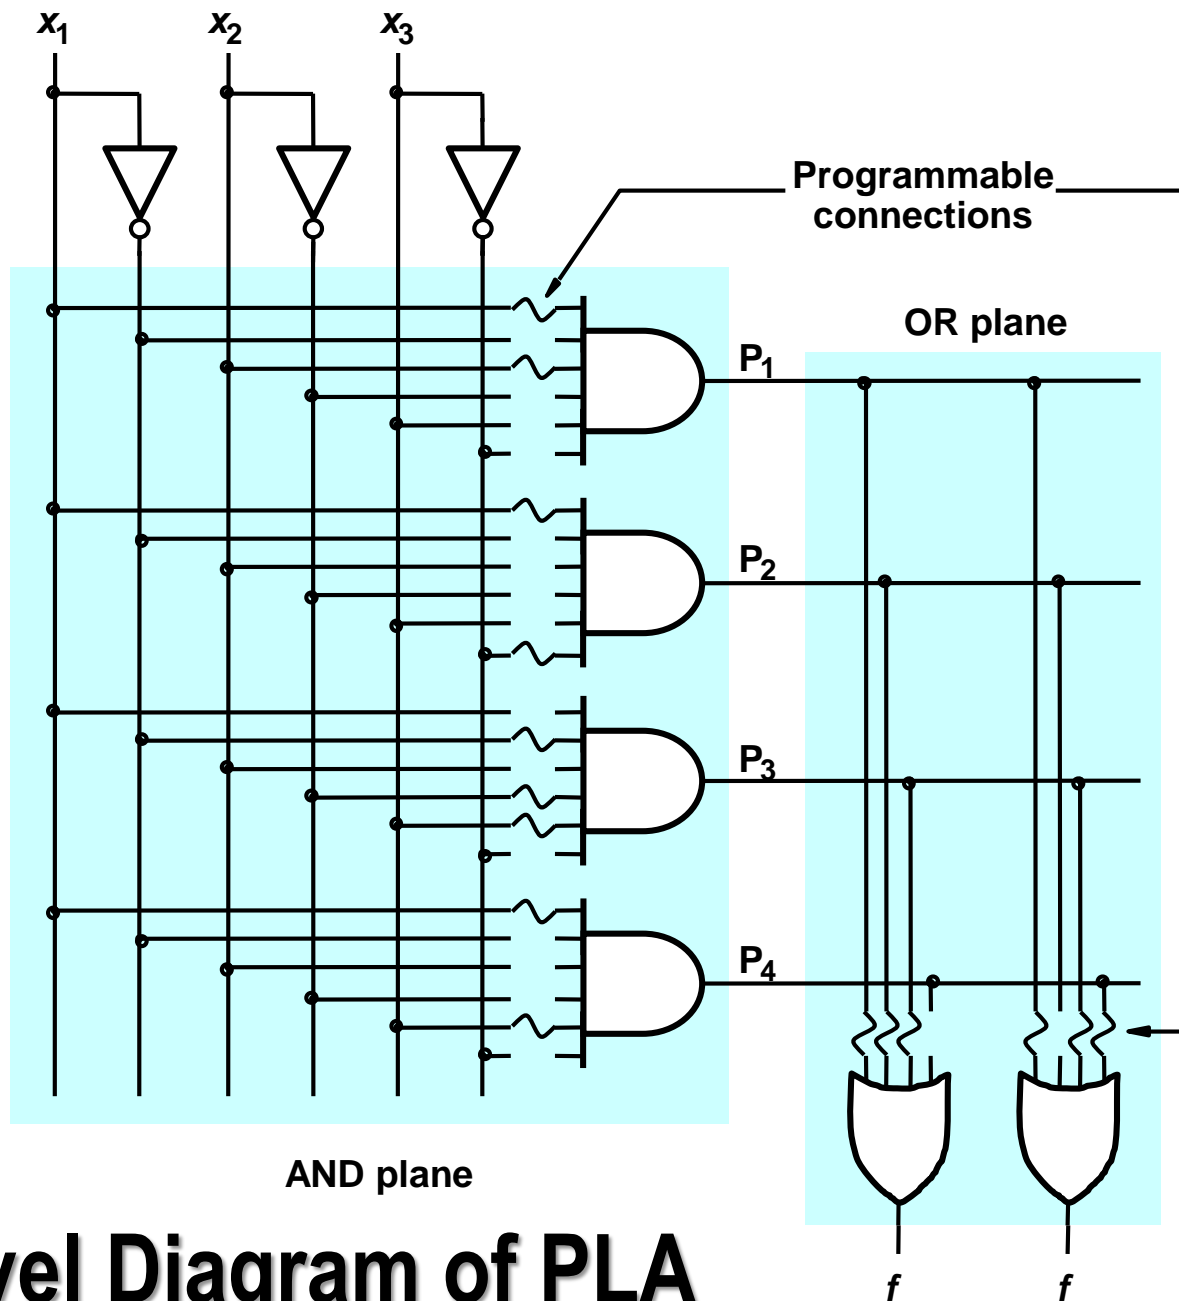 x1 x2 x3
Programmable
connections
OR plane
P1
P2
P3
P4
AND plane
vel Diagram of PLA
f f